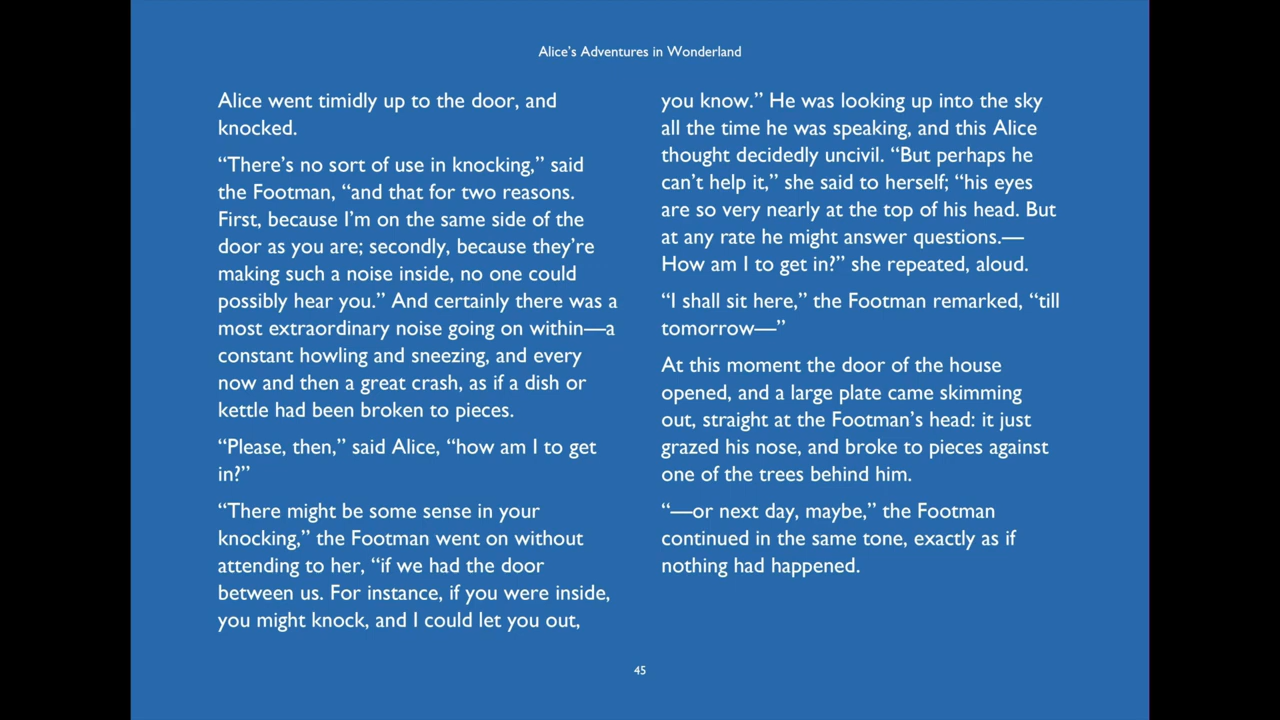 Alice’s Adventures in Wonderland
Alice went timidly up to the door, and
knocked.
“There’s no sort of use in knocking,” said
the Footman, “and that for two reasons.
First, because I’m on the same side of the
door as you are; secondly, because they’re
making such a noise inside, no one could
possibly hear you.” And certainly there was a
most extraordinary noise going on within—a
constant howling and sneezing, and every
now and then a great crash, as if a dish or
kettle had been broken to pieces.
“Please, then,” said Alice, “how am I to get
in?”
“There might be some sense in your
knocking,” the Footman went on without
attending to her, “if we had the door
between us. For instance, if you were inside,
you might knock, and I could let you out,
you know.” He was looking up into the sky
all the time he was speaking, and this Alice
thought decidedly uncivil. “But perhaps he
can’t help it,” she said to herself; “his eyes
are so very nearly at the top of his head. But
at any rate he might answer questions.—
How am I to get in?” she repeated, aloud.
“I shall sit here,” the Footman remarked, “till
tomorrow—”
At this moment the door of the house
opened, and a large plate came skimming
out, straight at the Footman’s head: it just
grazed his nose, and broke to pieces against
one of the trees behind him.
“—or next day, maybe,” the Footman
continued in the same tone, exactly as if
nothing had happened.
45